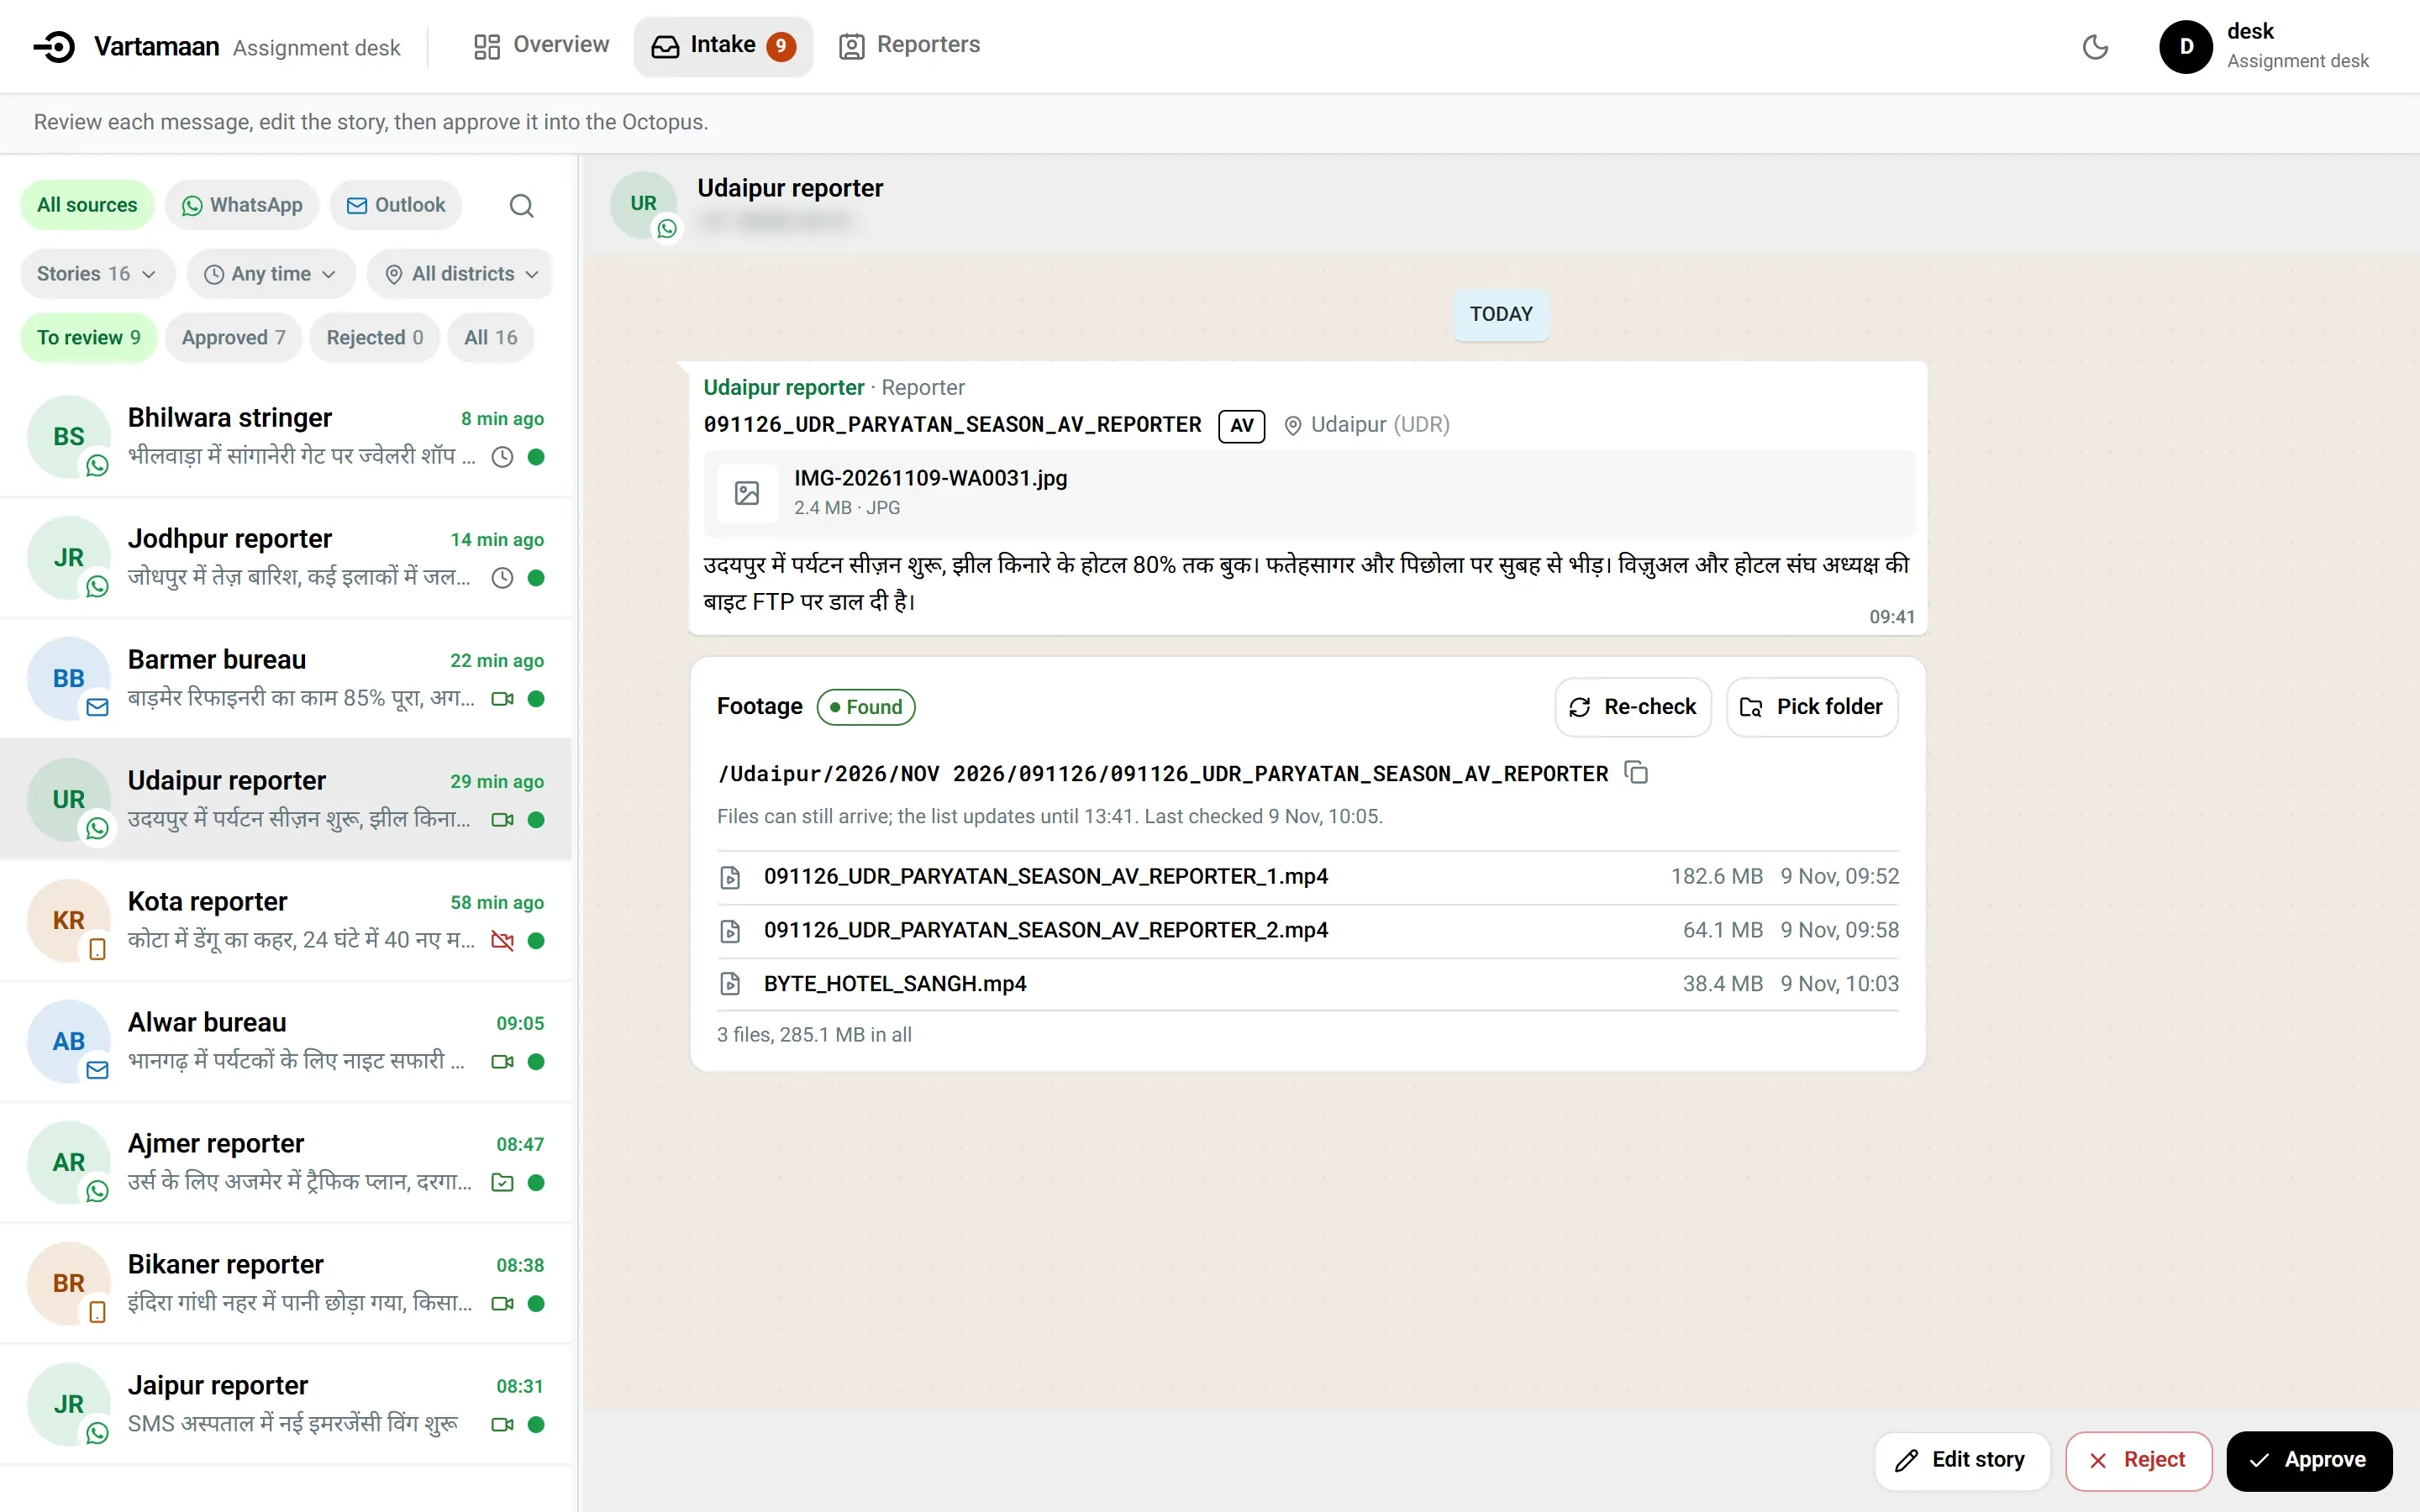 Vartamaan Assignment desk Overview Intake 9 Reporters D desk
Assignment desk
Review each message, edit the story, then approve it into the Octopus.
All sources WhatsApp Outlook
Stories 16 Any time All districts
To review 9 Approved 7 Rejected 0 All 16
BS Bhilwara stringer 8 min ago
भीलवाड़ा में सांगानेरी गेट पर ज्वेलरी शॉप ...
JR Jodhpur reporter 14 min ago
जोधपुर में तेज़ बारिश, कई इलाकों में जल...
BB Barmer bureau 22 min ago
बाड़मेर रिफाइनरी का काम 85% पूरा, अग...
UR Udaipur reporter 29 min ago
उदयपुर में पर्यटन सीज़न शुरू, झील किना...
KR Kota reporter 58 min ago
कोटा में डेंगू का कहर, 24 घंटे में 40 नए म...
AB Alwar bureau 09:05
भानगढ़ में पर्यटकों के लिए नाइट सफारी ...
AR Ajmer reporter 08:47
उर्स के लिए अजमेर में ट्रैफिक प्लान, दरगा...
BR Bikaner reporter 08:38
इंदिरा गांधी नहर में पानी छोड़ा गया, किसा...
JR Jaipur reporter 08:31
SMS अस्पताल में नई इमरजेंसी विंग शुरू
UR Udaipur reporter
TODAY
Udaipur reporter · Reporter
091126_UDR_PARYATAN_SEASON_AV_REPORTER AV Udaipur (UDR)
IMG-20261109-WA0031.jpg
2.4 MB · JPG
उदयपुर में पर्यटन सीज़न शुरू, झील किनारे के होटल 80% तक बुक। फतेहसागर और पिछोला पर सुबह से भीड़। विज़ुअल और होटल संघ अध्यक्ष की
बाइट FTP पर डाल दी है।
09:41
Footage Found Re-check Pick folder
/Udaipur/2026/NOV 2026/091126/091126_UDR_PARYATAN_SEASON_AV_REPORTER
Files can still arrive; the list updates until 13:41. Last checked 9 Nov, 10:05.
091126_UDR_PARYATAN_SEASON_AV_REPORTER_1.mp4 182.6 MB 9 Nov, 09:52
091126_UDR_PARYATAN_SEASON_AV_REPORTER_2.mp4 64.1 MB 9 Nov, 09:58
BYTE_HOTEL_SANGH.mp4 38.4 MB 9 Nov, 10:03
3 files, 285.1 MB in all
Edit story Reject Approve